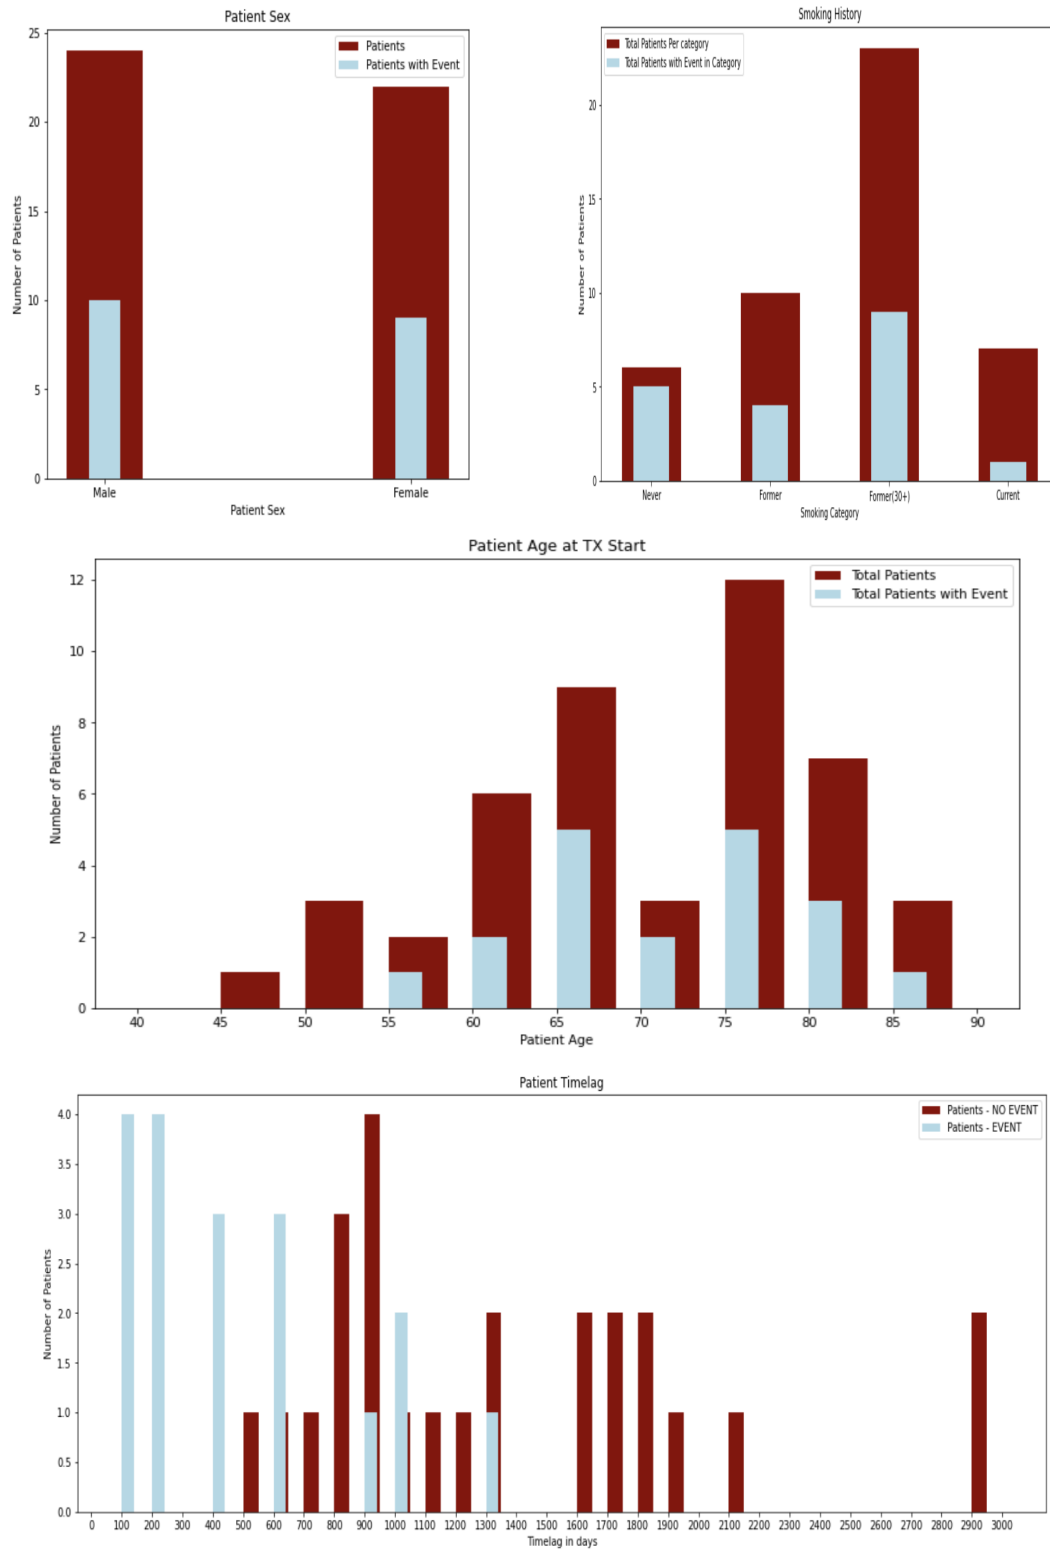 Patient Sex
25
20
15
10
5
0
Number of Patients
Patients
Patients with Event
Male
Female
Patient Sex
Smoking History
Total Patients Per category
Total Patients with Event in Category
20
15
10
5
0
Number of Patients
Never
Former
Former(30+)
Current
Smoking Category
Patient Age at TX Start
Total Patients
Total Patients with Event
12
10
8
6
4
2
0
Number of Patients
40 45 50 55 60 65 70 75 80 85 90
Patient Age
Patient Timelag
Patients - NO EVENT
Patients - EVENT
4.0
3.5
3.0
2.5
2.0
1.5
1.0
0.5
0.0
Number of Patients
0 100 200 300 400 500 600 700 800 900 1000 1100 1200 1300 1400 1500 1600 1700 1800 1900 2000 2100 2200 2300 2400 2500 2600 2700 2800 2900 3000
Timelag in days